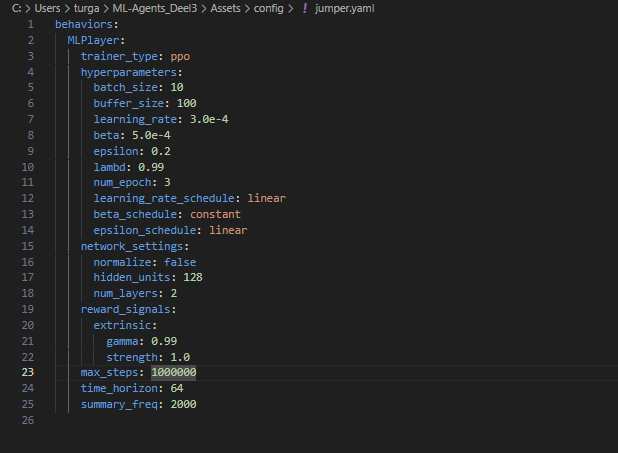 C: > Users > turga > ML-Agents_Deel3 > Assets > config > ! jumper.yaml
1 behaviors:
2 MLPlayer:
3 trainer_type: ppo
4 hyperparameters:
5 batch_size: 10
6 buffer_size: 100
7 learning_rate: 3.0e-4
8 beta: 5.0e-4
9 epsilon: 0.2
10 lambd: 0.99
11 num_epoch: 3
12 learning_rate_schedule: linear
13 beta_schedule: constant
14 epsilon_schedule: linear
15 network_settings:
16 normalize: false
17 hidden_units: 128
18 num_layers: 2
19 reward_signals:
20 extrinsic:
21 gamma: 0.99
22 strength: 1.0
23 max_steps: 1000000
24 time_horizon: 64
25 summary_freq: 2000
26